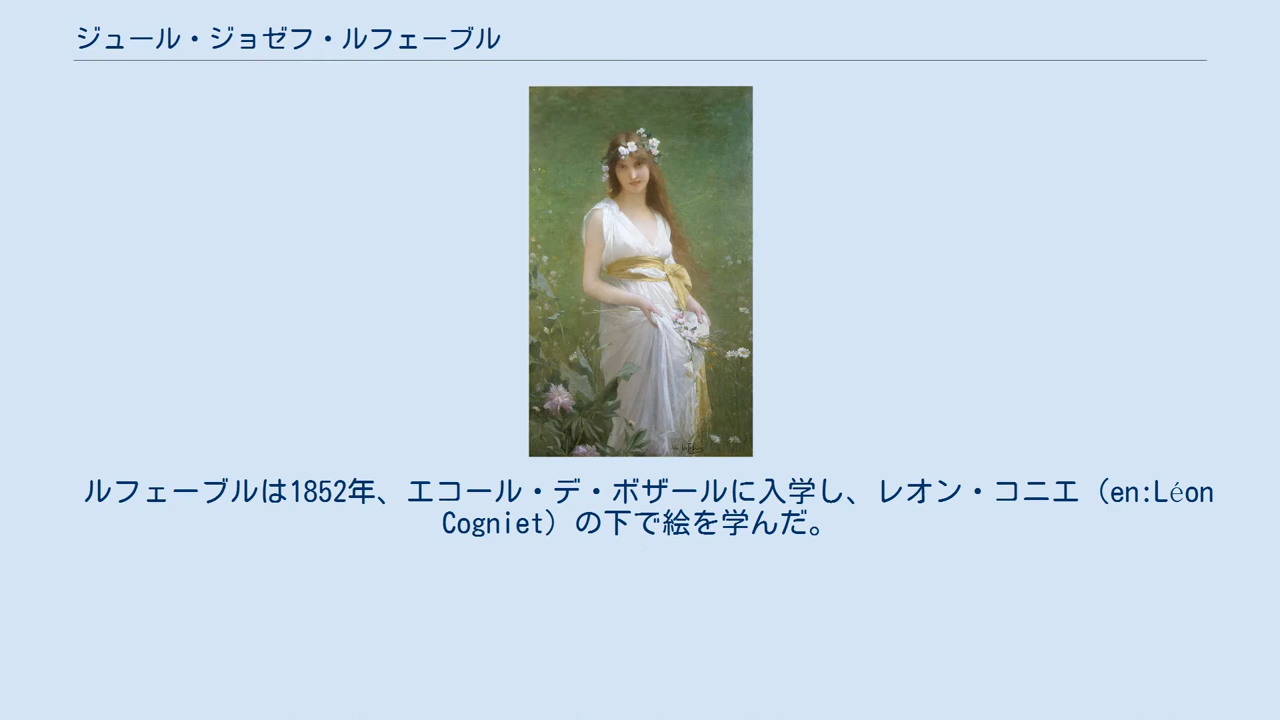 ジュール・ジョゼフ・ルフェーブル
ルフェーブルは1852年、エコール・デ・ボザールに入学し、レオン・コニエ（en:Léon
Cogniet）の下で絵を学んだ。